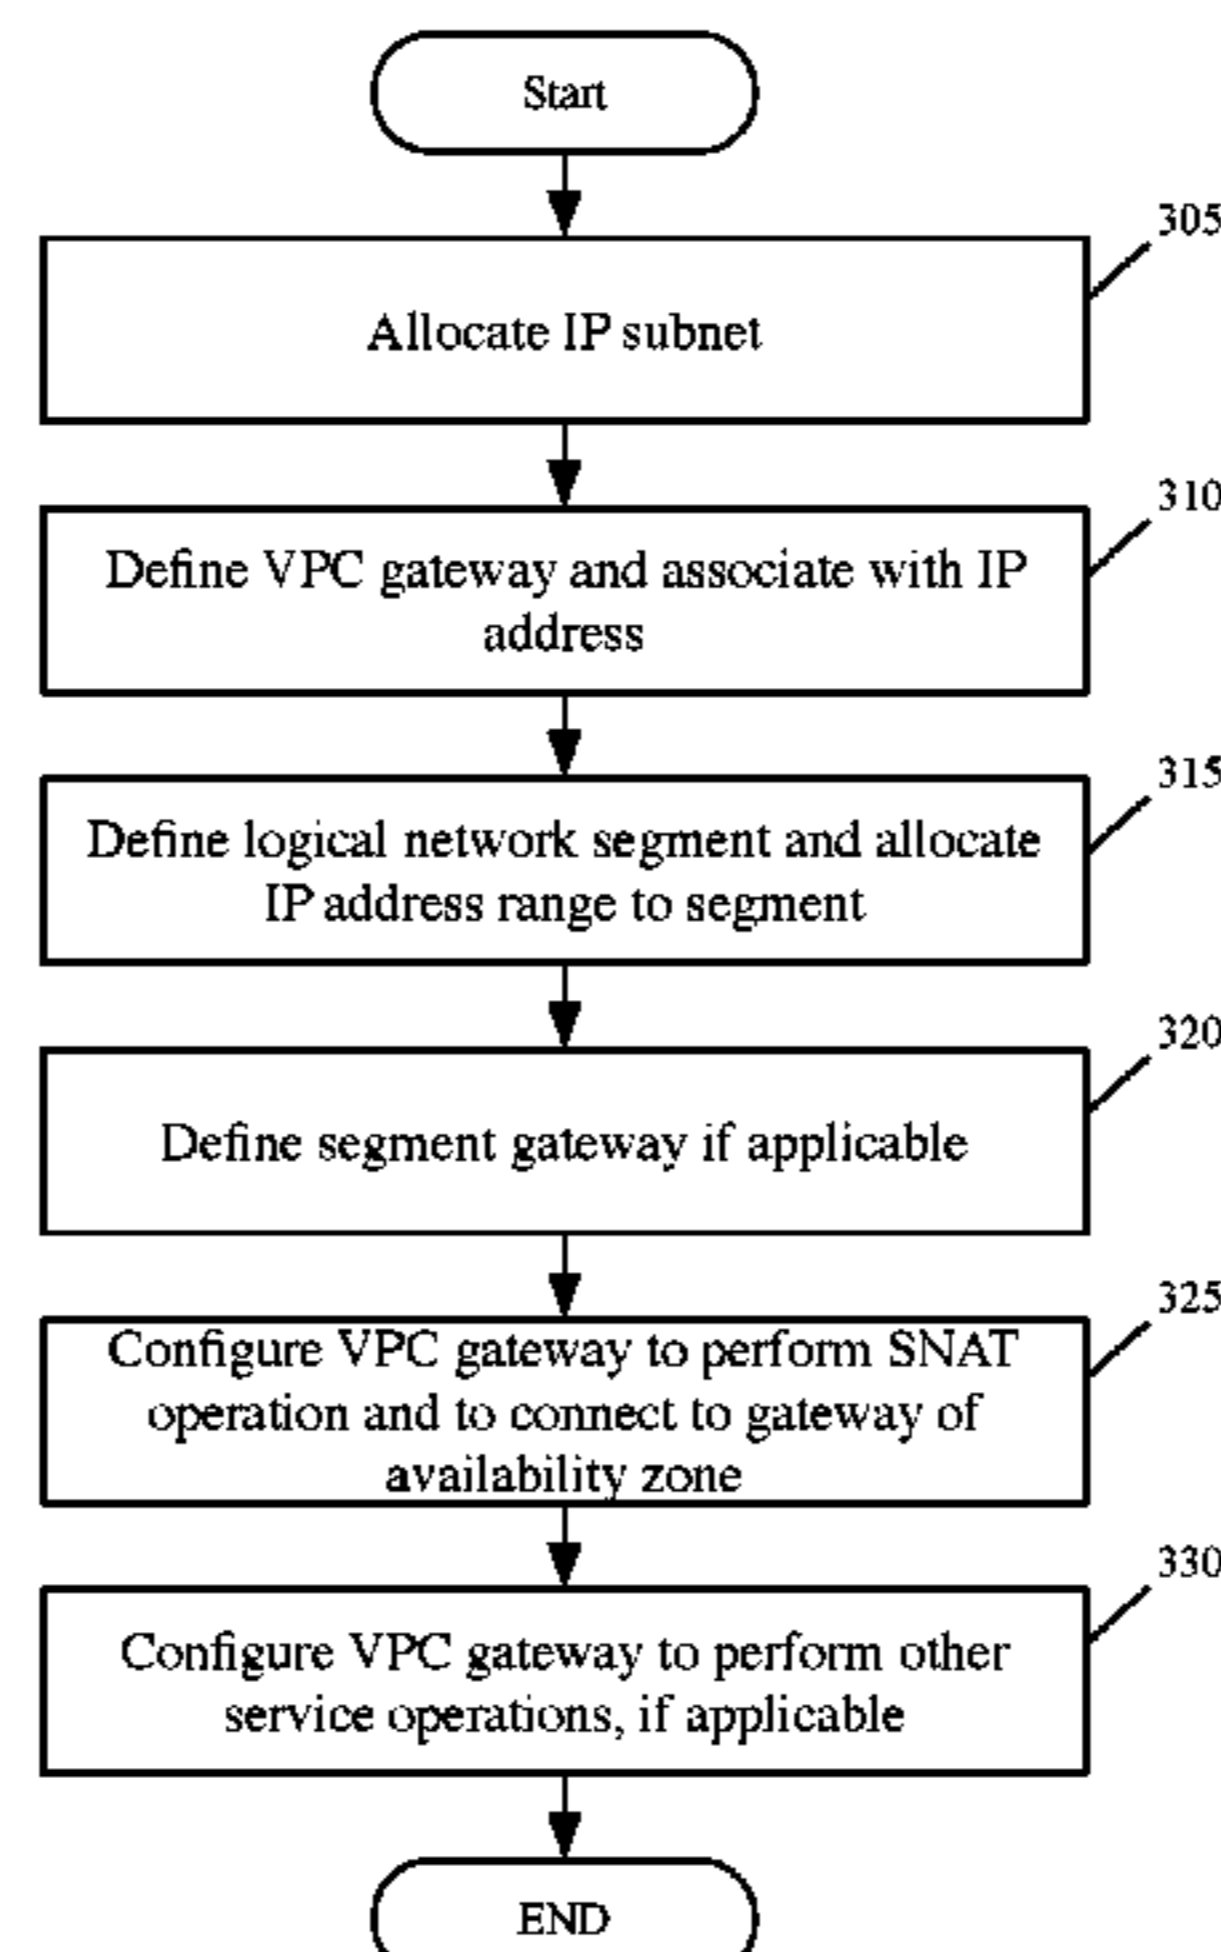 Start
305
Allocate IP subnet
310
Define VPC gateway and associate with IP
address
315
Define logical network segment and allocate
IP address range to segment
320
Define segment gateway if applicable
325
Configure VPC gateway to perform SNAT
operation and to connect to gateway of
availability zone
330
Configure VPC gateway to perform other
service operations, if applicable
END